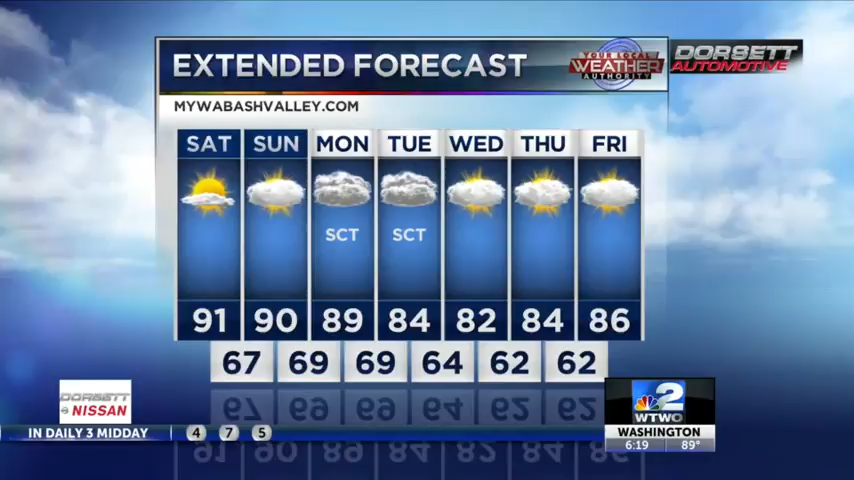 EXTENDED FORECAST
YOUR LOCAL
WEATHER
AUTHORITY
DORSETT
AUTOMOTIVE
MYWABASHVALLEY.COM
SAT SUN MON TUE WED THU FRI
SCT SCT
91 90 89 84 82 84 86
67 69 69 64 62 62
DORSETT
NISSAN
2
WTWO
IN DAILY 3 MIDDAY 4 7 5
WASHINGTON
6:19 89°